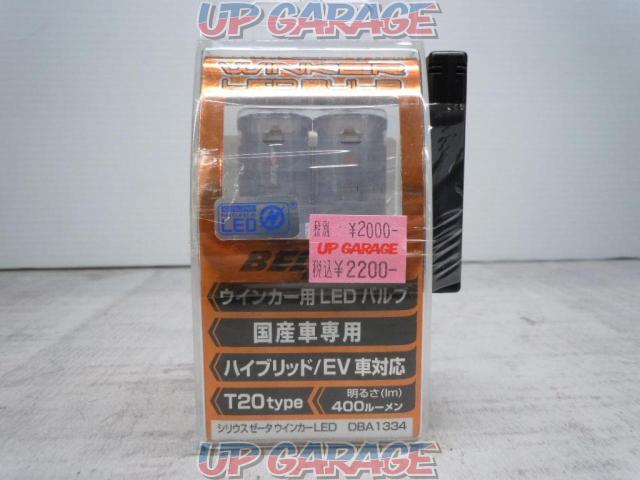 UP GARAGE
WINKER
LED BULB
LED
税別 ¥2000-
UP GARAGE
税込¥2200-
BE
ウインカー用LEDバルブ
国産車専用
ハイブリッド/EV車対応
T20type
明るさ(lm)
400ルーメン
シリウスゼータウインカーLED DBA1334
UP GARAGE